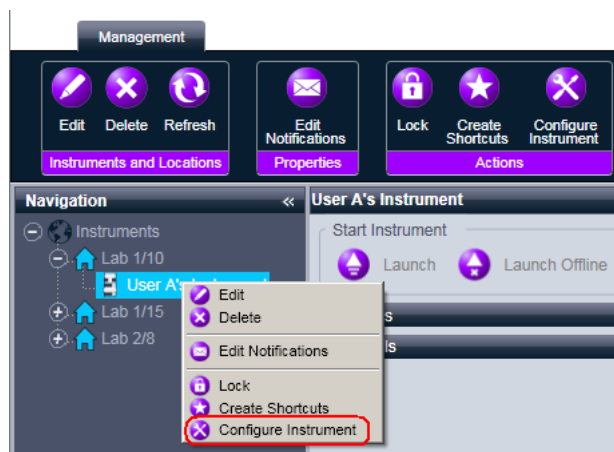 Management
Edit Delete Refresh
Edit Notifications
Lock
Create Shortcuts
Configure Instrument
Instruments and Locations
Properties
Actions
Navigation «
User A's Instrument
Instruments
Lab 1/10
User A's
Lab 1/15
Lab 2/8
Start Instrument
Launch Launch Offline
Edit
Delete
Edit Notifications
Lock
Create Shortcuts
Configure Instrument